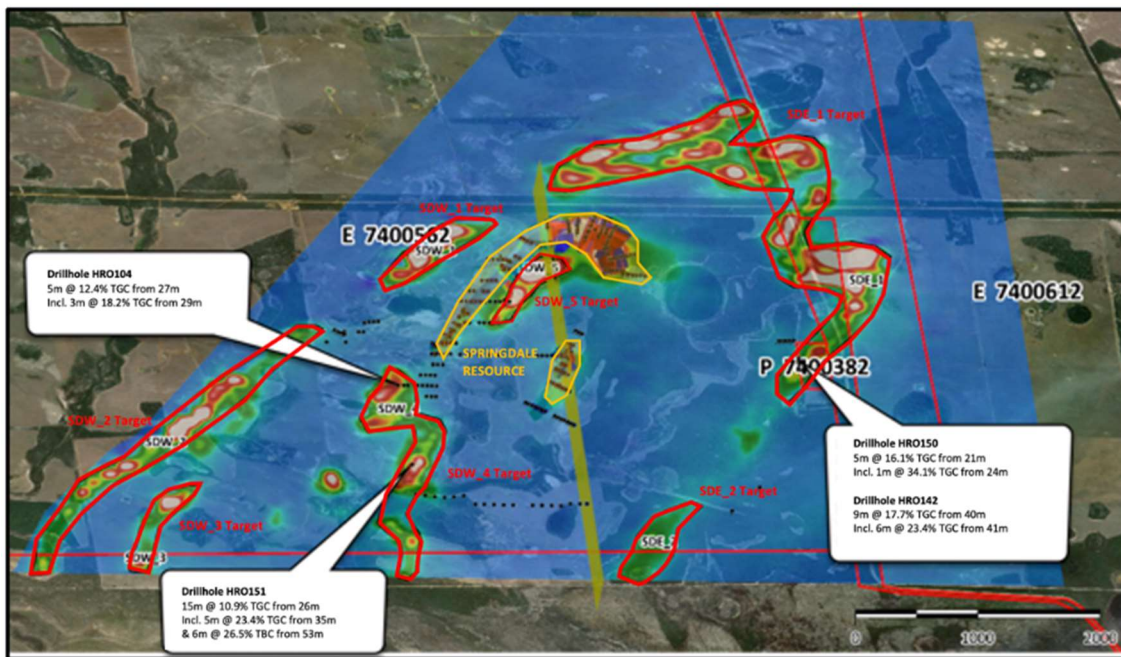 SDE_1 Target
SDW_1 Target
E 7400562
SDW_5 Target
SDE_1
E 7400612
Drillhole HRO104
5m @ 12.4% TGC from 27m
Incl. 3m @ 18.2% TGC from 29m
SPRINGDALE
RESOURCE
P 7400382
SDW_2 Target
SDW_4 Target
SDE_2 Target
SDW_3 Target
SDW_3
Drillhole HRO150
5m @ 16.1% TGC from 21m
Incl. 1m @ 34.1% TGC from 24m
Drillhole HRO142
9m @ 17.7% TGC from 40m
Incl. 6m @ 23.4% TGC from 41m
Drillhole HRO151
15m @ 10.9% TGC from 26m
Incl. 5m @ 23.4% TGC from 35m
& 6m @ 26.5% TBC from 53m
0 1000 2000